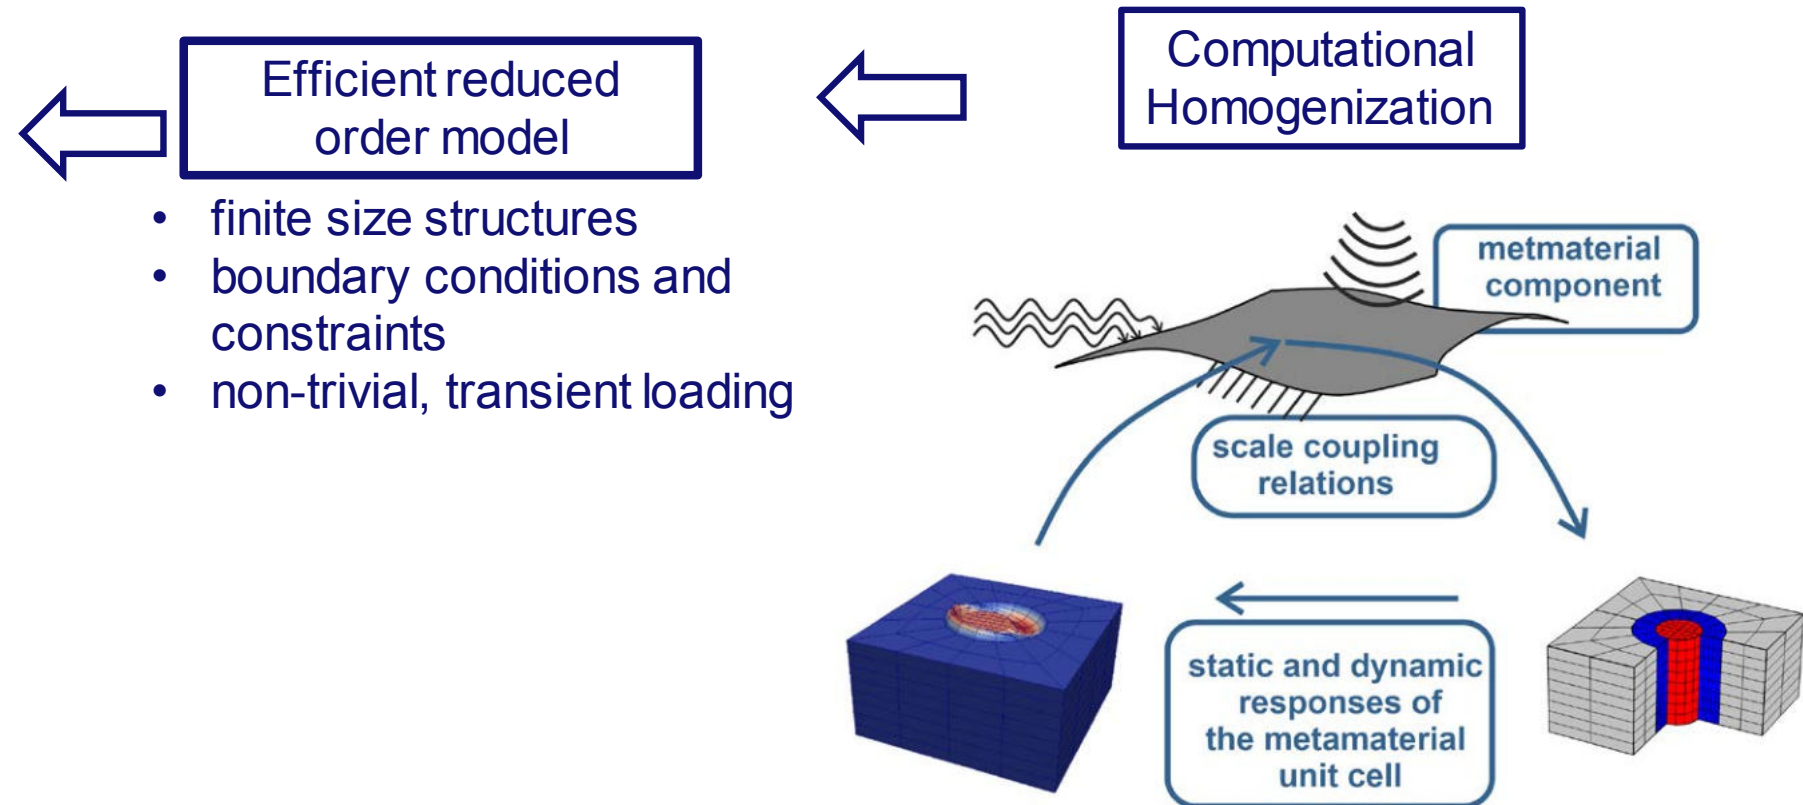 Efficient reduced
order model
• finite size structures
• boundary conditions and
constraints
• non-trivial, transient loading
Computational
Homogenization
metmaterial
component
scale coupling
relations
static and dynamic
responses of
the metamaterial
unit cell